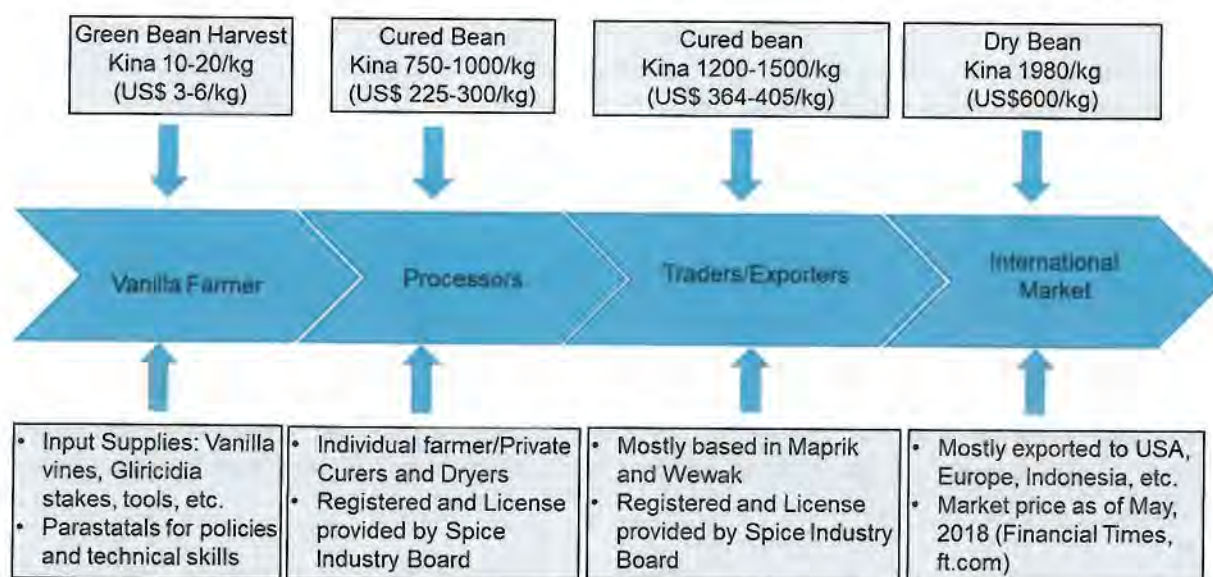 Green Bean Harvest
Kina 10-20/kg
(US$ 3-6/kg)
Cured Bean
Kina 750-1000/kg
(US$ 225-300/kg)
Cured bean
Kina 1200-1500/kg
(US$ 364-405/kg)
Dry Bean
Kina 1980/kg
(US$600/kg)
Vanilla Farmer
Processors
Traders/Exporters
International
Market
• Input Supplies: Vanilla
vines, Gliricidia
stakes, tools, etc.
• Parastatals for policies
and technical skills
• Individual farmer/Private
Curers and Dryers
• Registered and License
provided by Spice
Industry Board
• Mostly based in Maprik
and Wewak
• Registered and License
provided by Spice Industry
Board
• Mostly exported to USA,
Europe, Indonesia, etc.
• Market price as of May,
2018 (Financial Times,
ft.com)